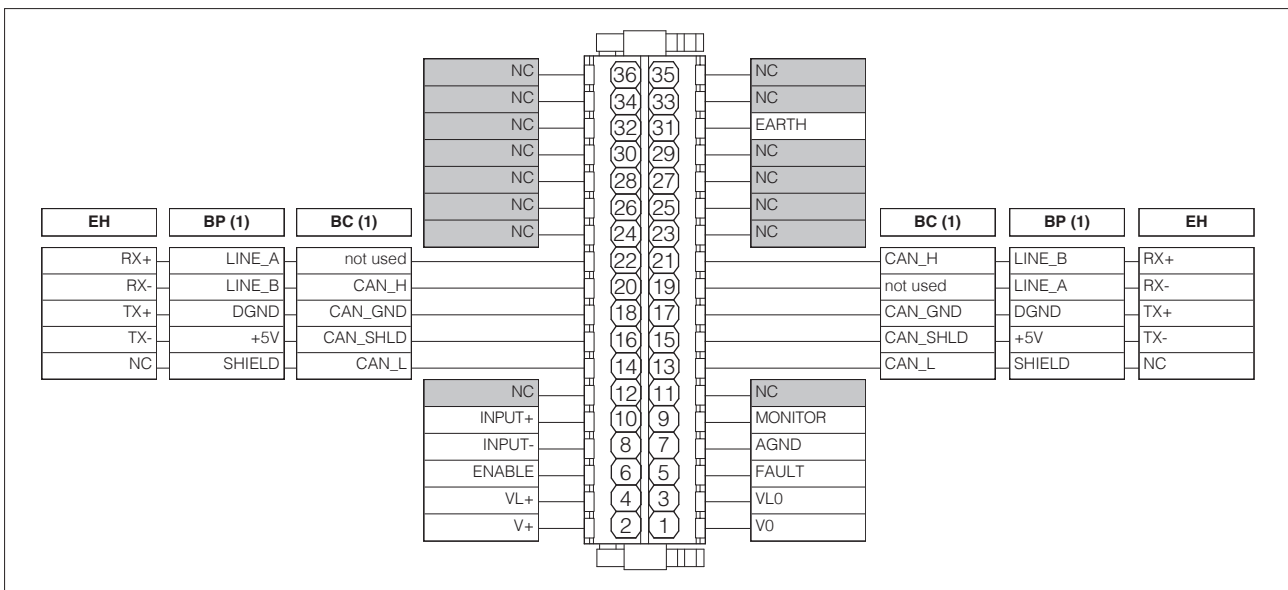 NC 36 35 NC
NC 34 33 NC
NC 32 31 EARTH
NC 30 29 NC
NC 28 27 NC
NC 26 25 NC
EH BP (1) BC (1) NC 24 23 NC BC (1) BP (1) EH
RX+ LINE_A not used 22 21 CAN_H LINE_B RX+
RX- LINE_B CAN_H 20 19 not used LINE_A RX-
TX+ DGND CAN_GND 18 17 CAN_GND DGND TX+
TX- +5V CAN_SHLD 16 15 CAN_SHLD +5V TX-
NC SHIELD CAN_L 14 13 CAN_L SHIELD NC
NC 12 11 NC
INPUT+ 10 9 MONITOR
INPUT- 8 7 AGND
ENABLE 6 5 FAULT
VL+ 4 3 VL0
V+ 2 1 V0